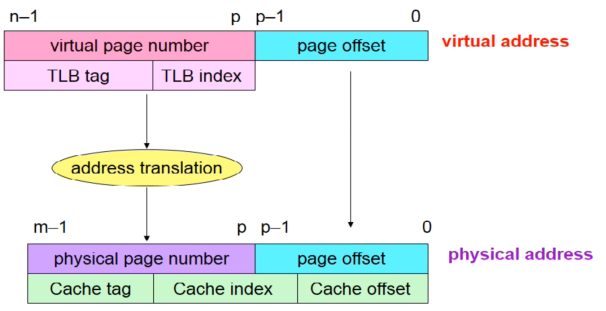 n–1 p p–1 0
virtual page number page offset virtual address
TLB tag TLB index
address translation
m–1 p p–1 0
physical page number page offset physical address
Cache tag Cache index Cache offset